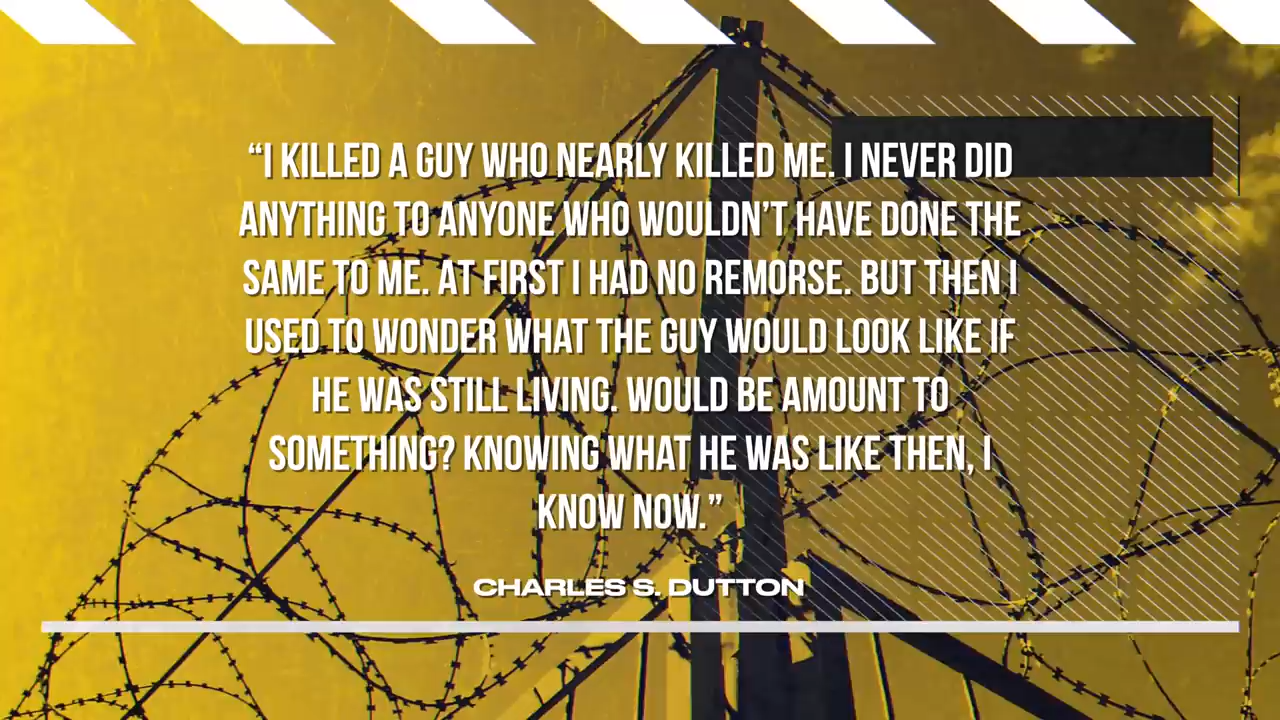 “I KILLED A GUY WHO NEARLY KILLED ME. I NEVER DID
ANYTHING TO ANYONE WHO WOULDN’T HAVE DONE THE
SAME TO ME. AT FIRST I HAD NO REMORSE. BUT THEN I
USED TO WONDER WHAT THE GUY WOULD LOOK LIKE IF
HE WAS STILL LIVING. WOULD BE AMOUNT TO
SOMETHING? KNOWING WHAT HE WAS LIKE THEN, I
KNOW NOW.”
CHARLES S. DUTTON